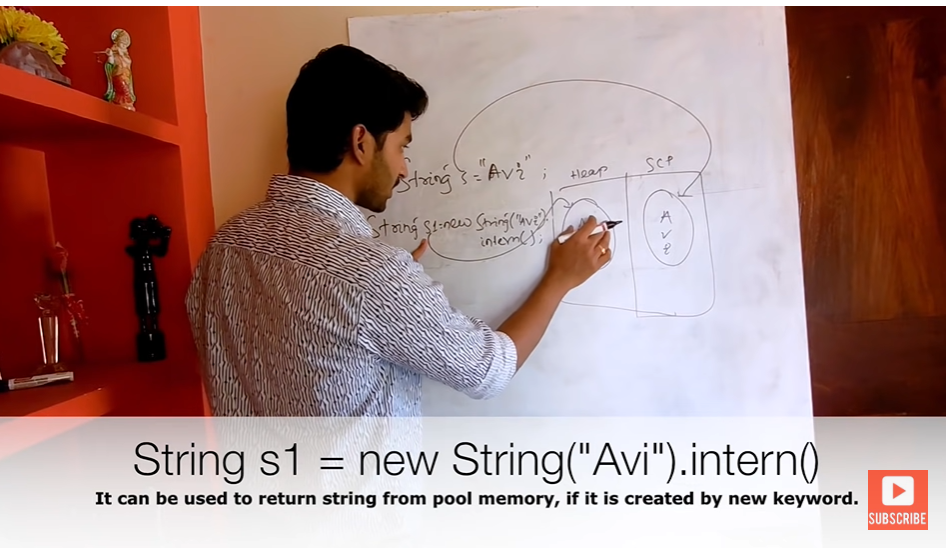 String s="Avi" ;
Heap
SCP
String s1=new String("Avi").
intern();
A
v
i
String s1 = new String("Avi").intern()
It can be used to return string from pool memory, if it is created by new keyword.
SUBSCRIBE